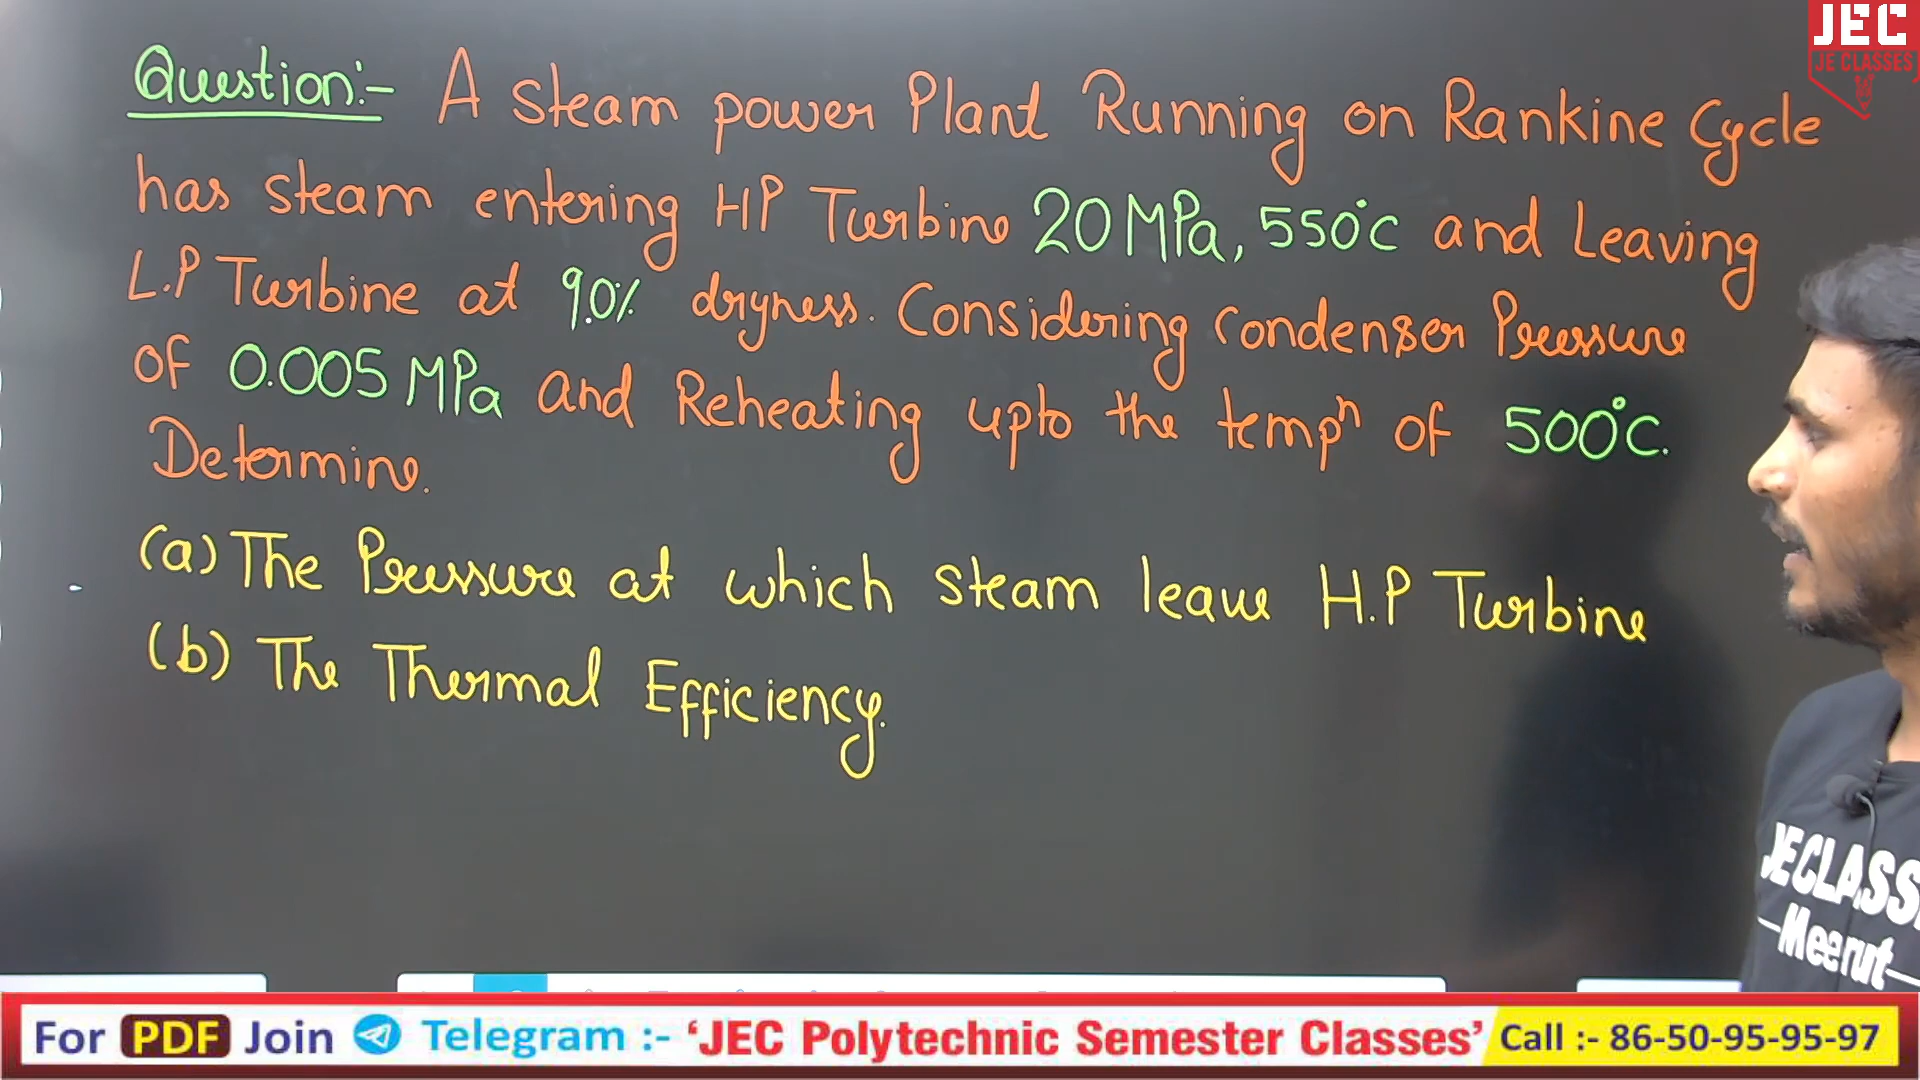 JEC
JE CLASSES
Question:- A steam power Plant Running on Rankine Cycle
has steam entering HP Turbine 20 MPa, 550°C and Leaving
L.P Turbine at 90% dryness. Considering condenser Pressure
of 0.005 MPa and Reheating upto the tempⁿ of 500°C.
Determine.
(a) The Pressure at which steam leave H.P Turbine
(b) The Thermal Efficiency.
JECLASS
Meerut
For PDF Join Telegram :- 'JEC Polytechnic Semester Classes' Call :- 86-50-95-95-97